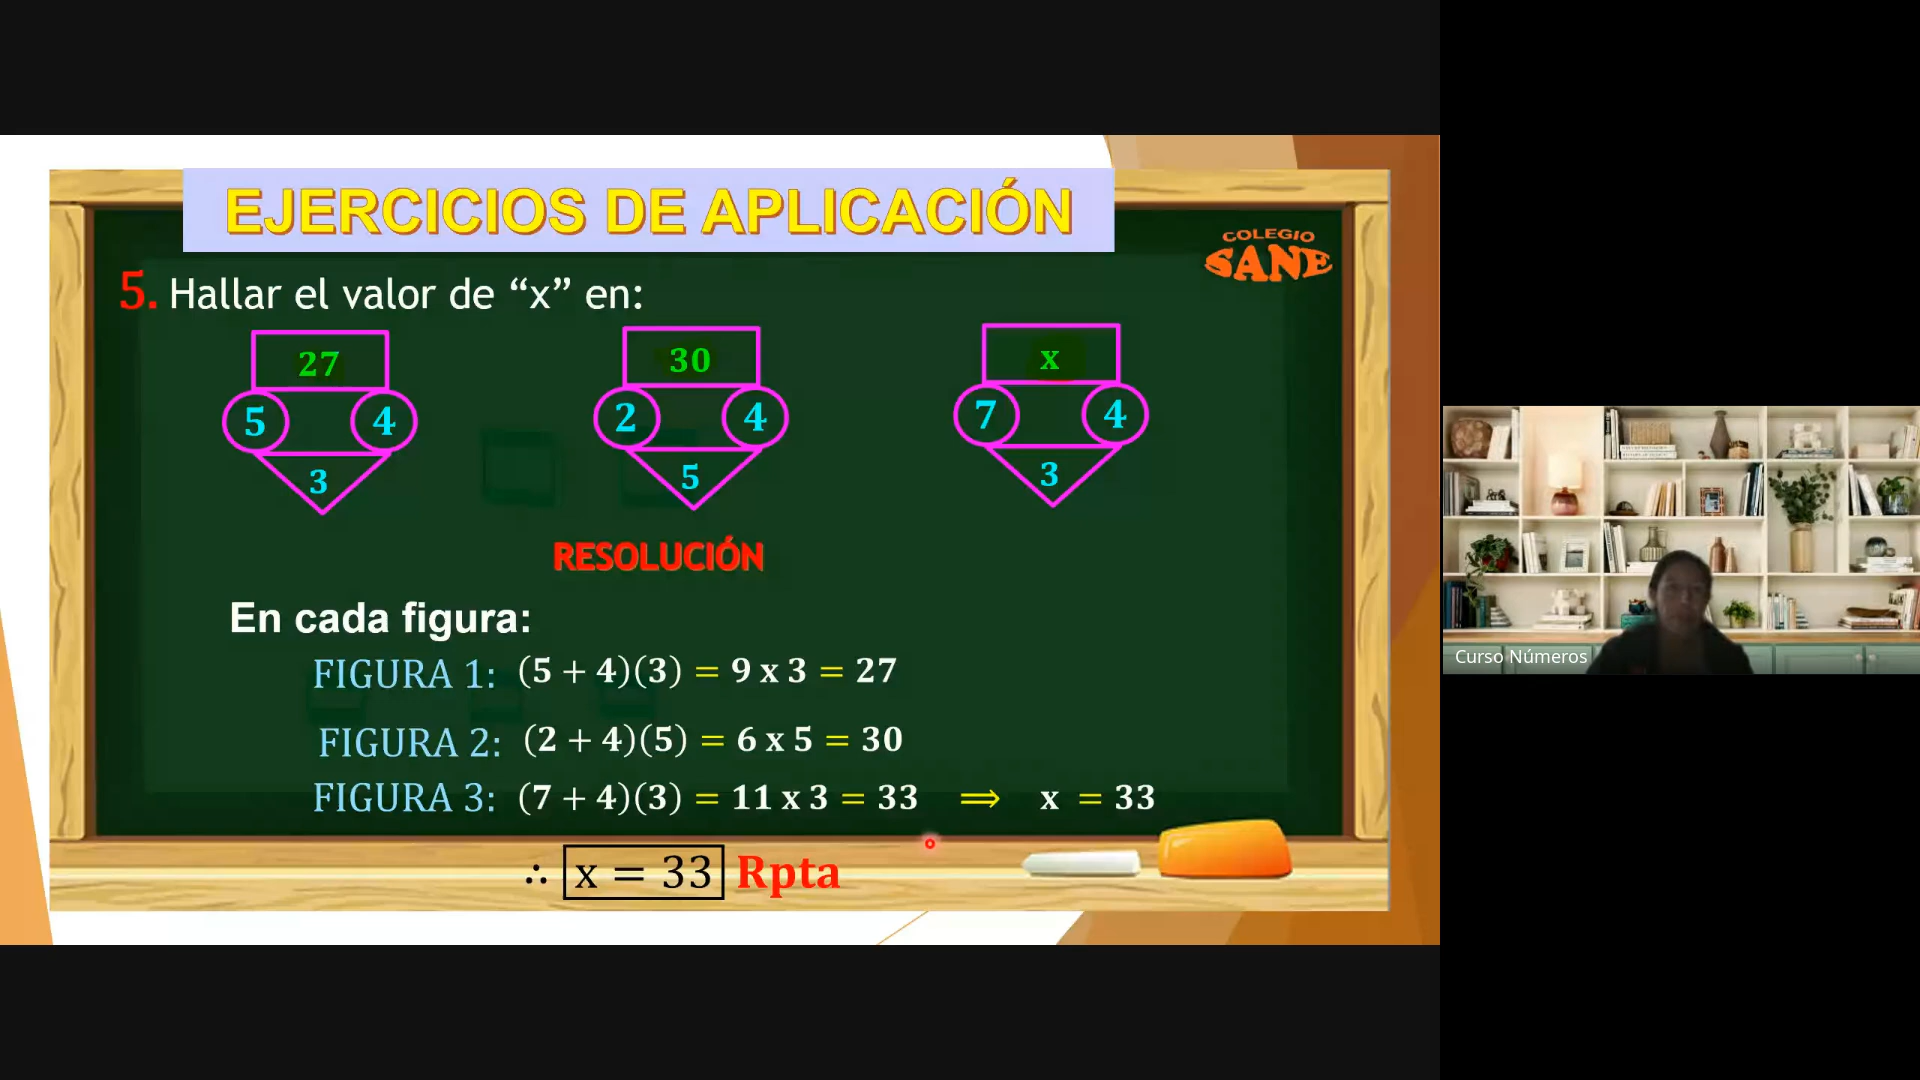 EJERCICIOS DE APLICACIÓN
COLEGIO
SANE
5. Hallar el valor de “x” en:
27 30 x
5 4 2 4 7 4
3 5 3
RESOLUCIÓN
En cada figura:
FIGURA 1: (5 + 4)(3) = 9 x 3 = 27
FIGURA 2: (2 + 4)(5) = 6 x 5 = 30
FIGURA 3: (7 + 4)(3) = 11 x 3 = 33 ⟹ x = 33
∴ x = 33 Rpta
Curso Números